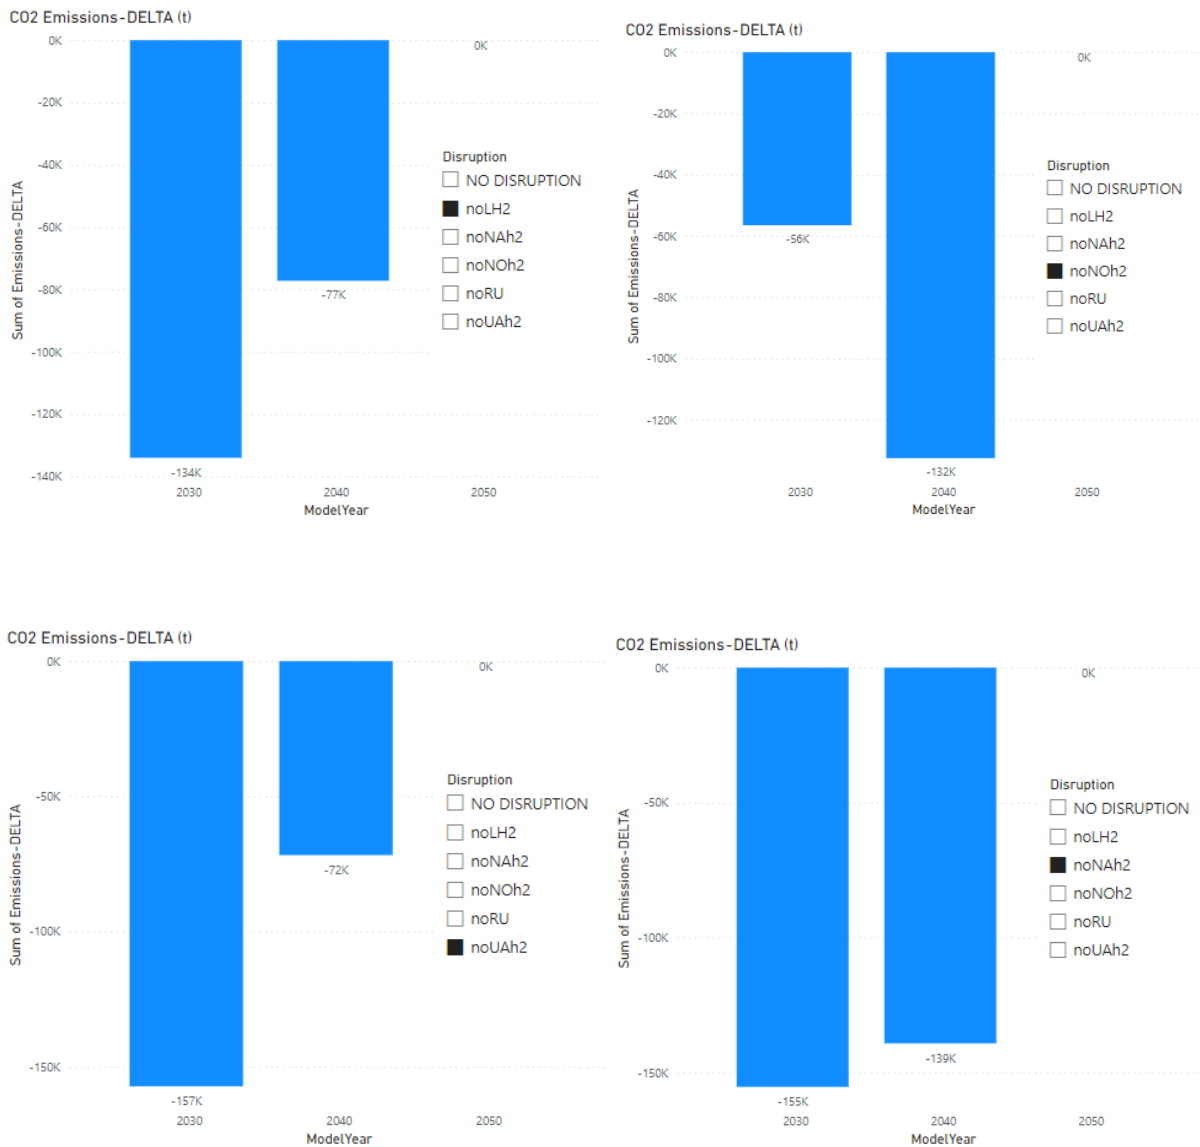 CO2 Emissions-DELTA (t)
0K
-20K
-40K
-60K
-80K
-100K
-120K
-140K
Sum of Emissions-DELTA
0K
-77K
-134K
2030
2040
2050
ModelYear
Disruption
NO DISRUPTION
noLH2
noNAh2
noNOh2
noRU
noUAh2
CO2 Emissions-DELTA (t)
0K
-20K
-40K
-60K
-80K
-100K
-120K
Sum of Emissions-DELTA
0K
-56K
-132K
2030
2040
2050
ModelYear
Disruption
NO DISRUPTION
noLH2
noNAh2
noNOh2
noRU
noUAh2
CO2 Emissions-DELTA (t)
0K
-50K
-100K
-150K
Sum of Emissions-DELTA
0K
-72K
-157K
2030
2040
2050
ModelYear
Disruption
NO DISRUPTION
noLH2
noNAh2
noNOh2
noRU
noUAh2
CO2 Emissions-DELTA (t)
0K
-50K
-100K
-150K
Sum of Emissions-DELTA
0K
-139K
-155K
2030
2040
2050
ModelYear
Disruption
NO DISRUPTION
noLH2
noNAh2
noNOh2
noRU
noUAh2